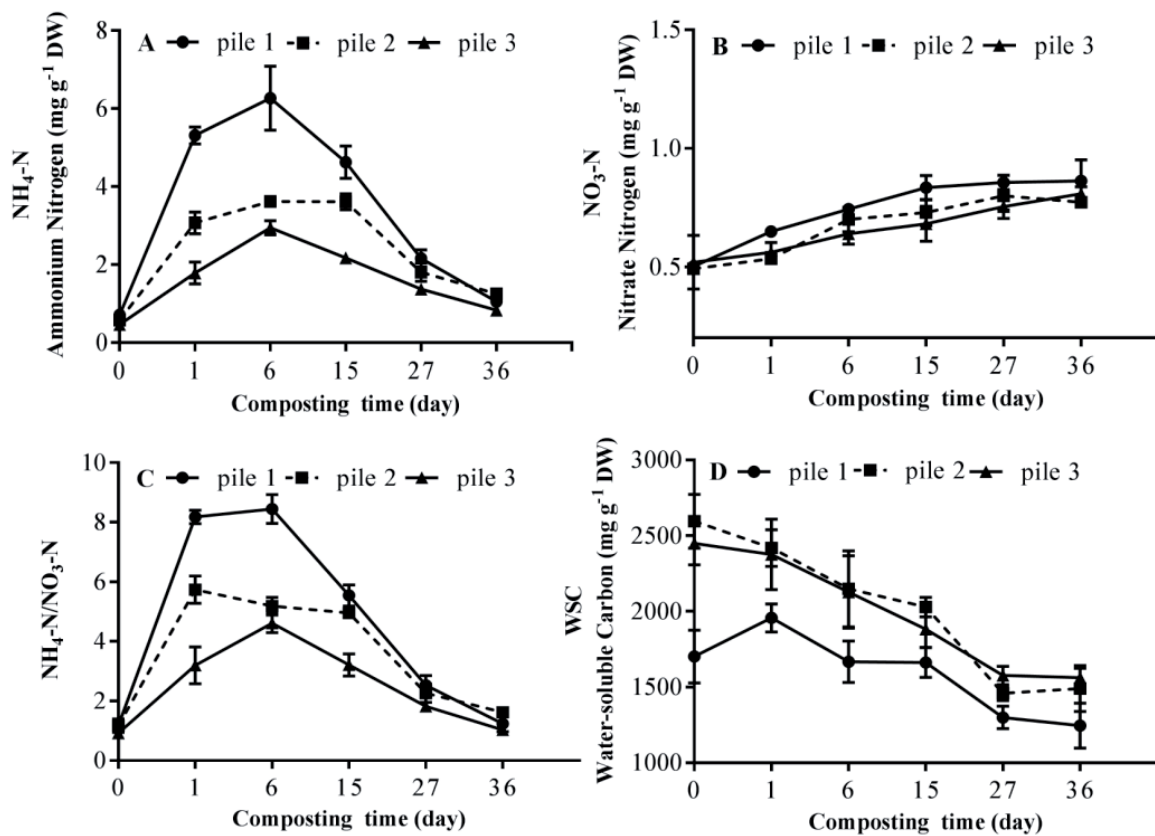 A pile 1 pile 2 pile 3
8
6
4
2
0
NH4-N
Ammonium Nitrogen (mg g-1 DW)
0 1 6 15 27 36
Composting time (day)
B pile 1 pile 2 pile 3
1.5
1.0
0.5
NO3-N
Nitrate Nitrogen (mg g-1 DW)
0 1 6 15 27 36
Composting time (day)
C pile 1 pile 2 pile 3
10
8
6
4
2
0
NH4-N/NO3-N
0 1 6 15 27 36
Composting time (day)
D pile 1 pile 2 pile 3
3000
2500
2000
1500
1000
WSC
Water-soluble Carbon (mg g-1 DW)
0 1 6 15 27 36
Composting time (day)